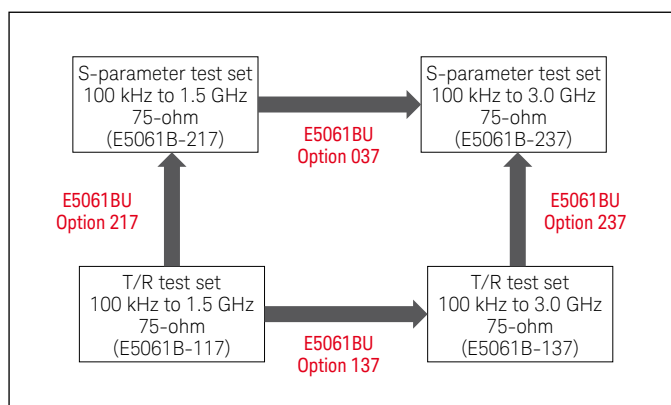 S-parameter test set
100 kHz to 1.5 GHz
75-ohm
(E5061B-217)
E5061BU
Option 037
S-parameter test set
100 kHz to 3.0 GHz
75-ohm
(E5061B-237)
E5061BU
Option 217
E5061BU
Option 237
T/R test set
100 kHz to 1.5 GHz
75-ohm
(E5061B-117)
E5061BU
Option 137
T/R test set
100 kHz to 3.0 GHz
75-ohm
(E5061B-137)